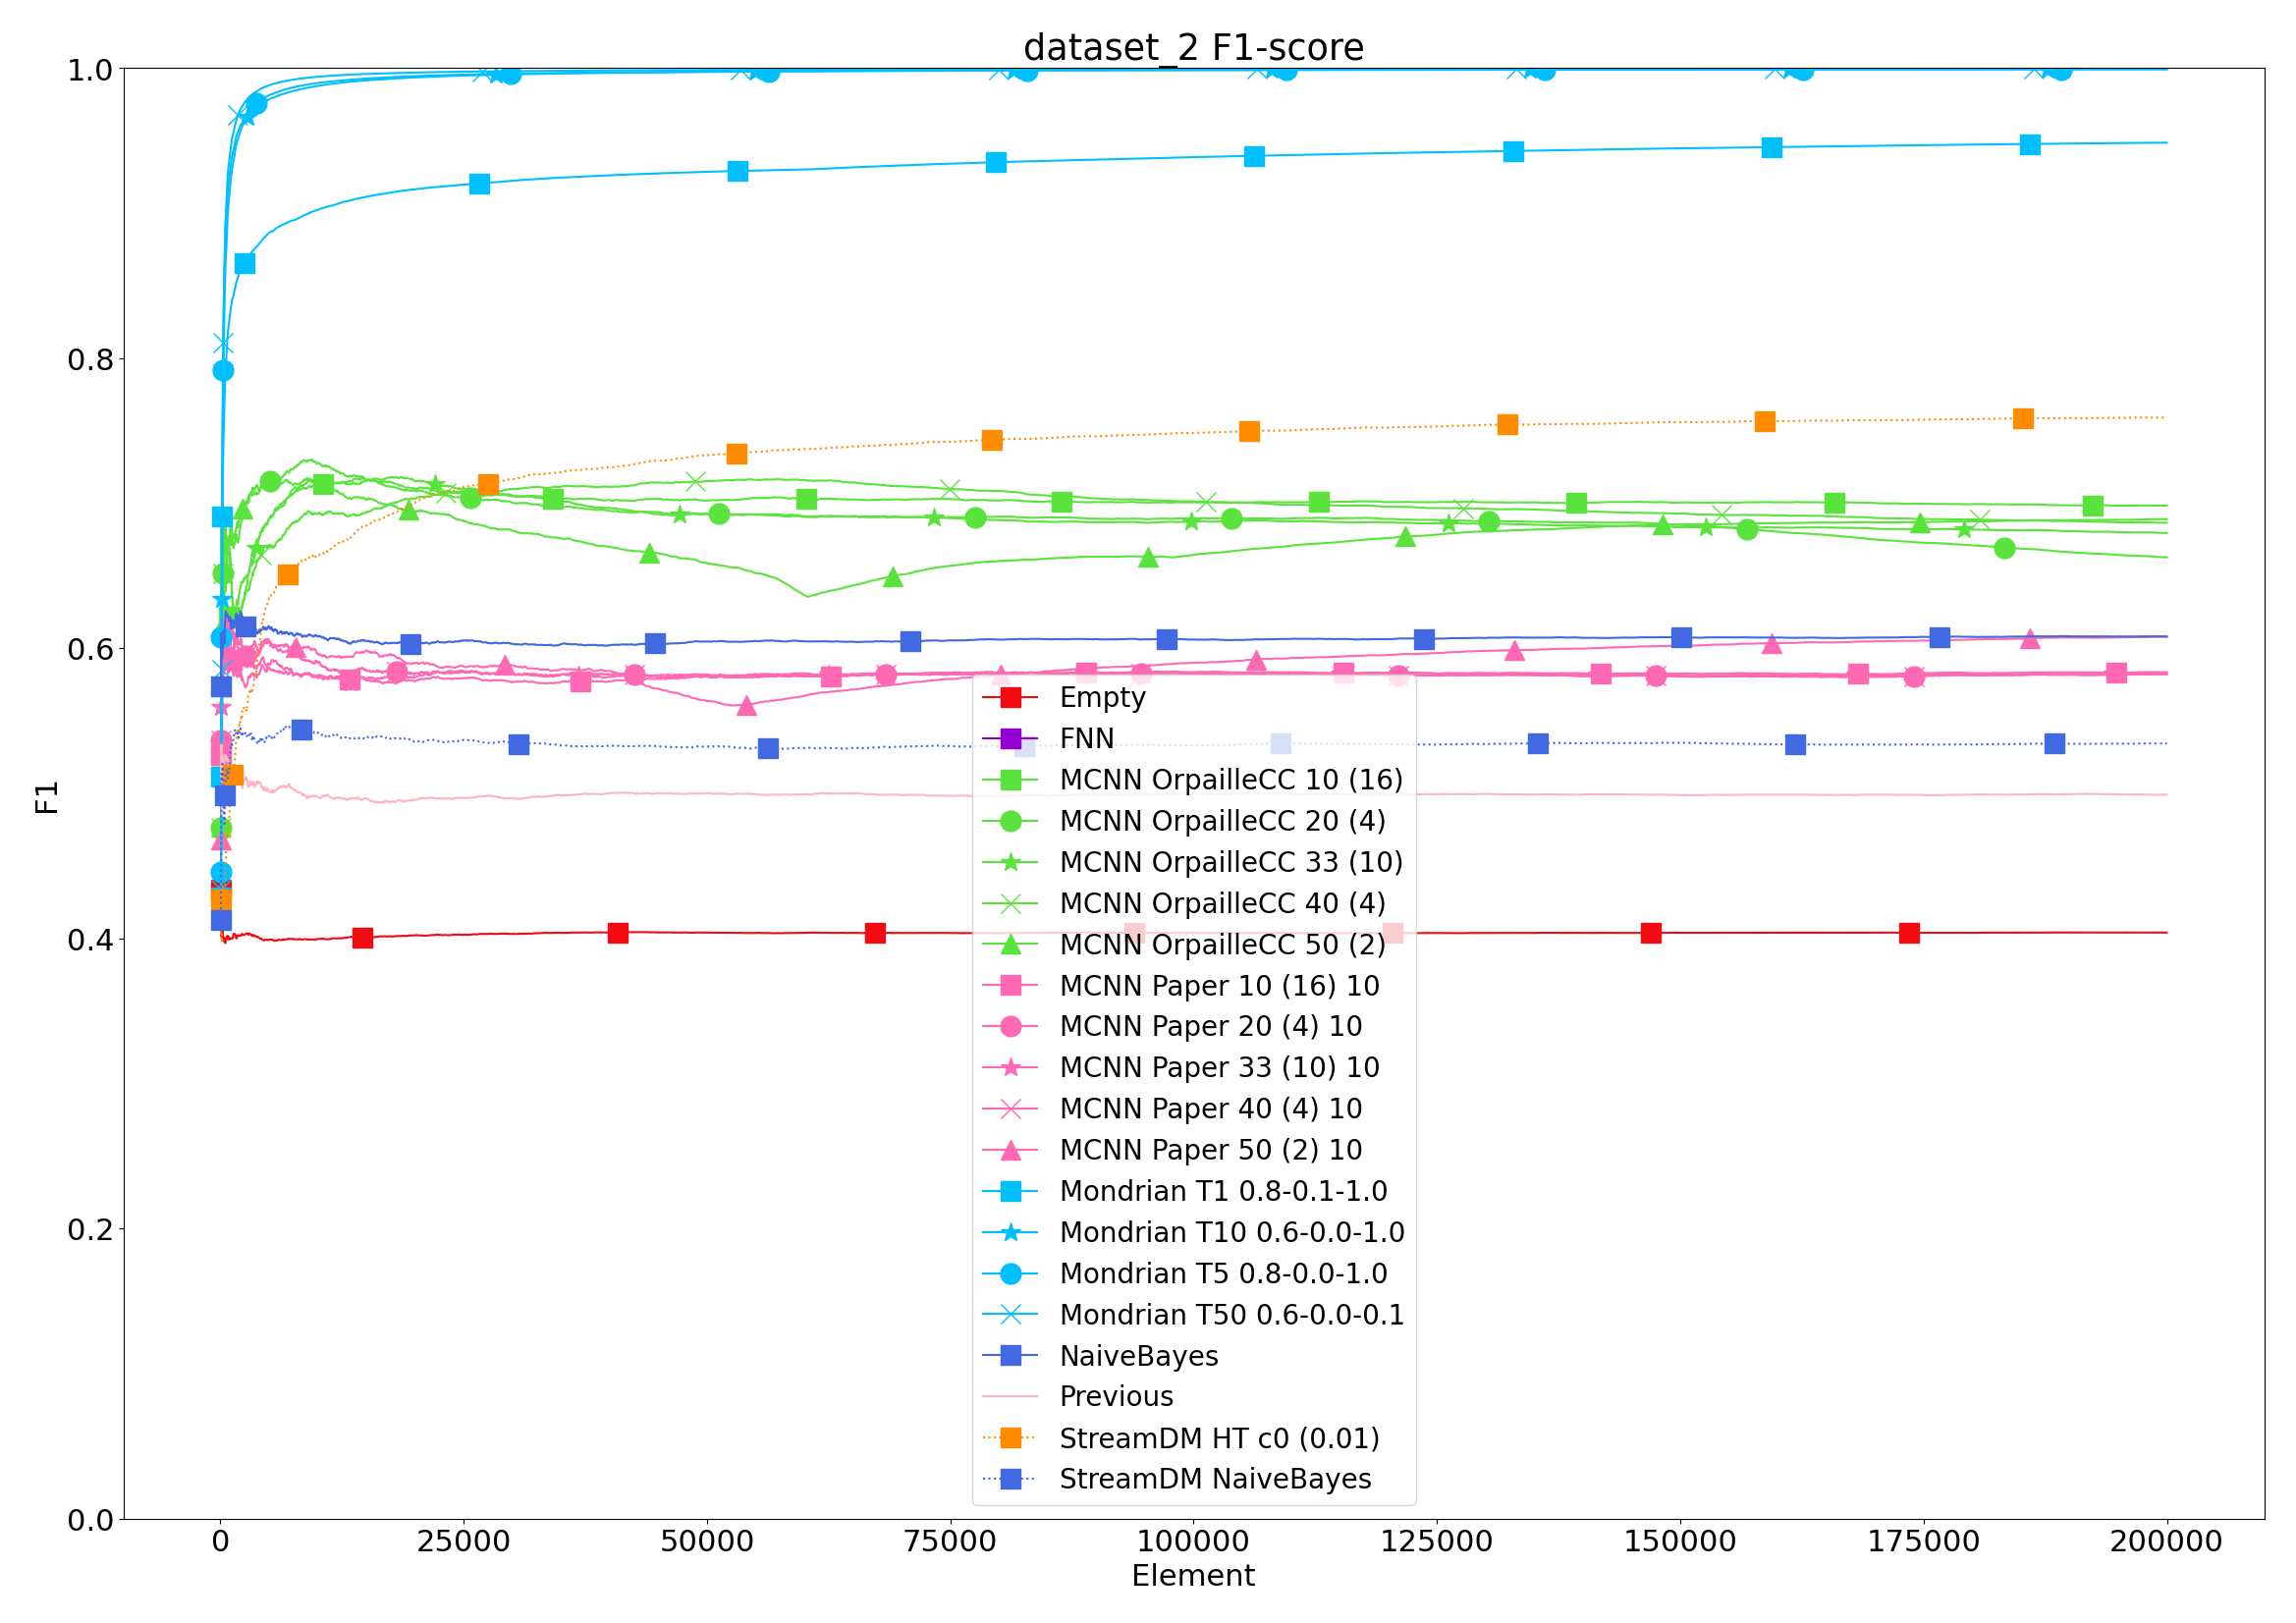 dataset_2 F1-score
1.0
0.8
0.6
0.4
0.2
0.0
F1
Empty
FNN
MCNN OrpailleCC 10 (16)
MCNN OrpailleCC 20 (4)
MCNN OrpailleCC 33 (10)
MCNN OrpailleCC 40 (4)
MCNN OrpailleCC 50 (2)
MCNN Paper 10 (16) 10
MCNN Paper 20 (4) 10
MCNN Paper 33 (10) 10
MCNN Paper 40 (4) 10
MCNN Paper 50 (2) 10
Mondrian T1 0.8-0.1-1.0
Mondrian T10 0.6-0.0-1.0
Mondrian T5 0.8-0.0-1.0
Mondrian T50 0.6-0.0-0.1
NaiveBayes
Previous
StreamDM HT c0 (0.01)
StreamDM NaiveBayes
0 25000 50000 75000 100000 125000 150000 175000 200000
Element